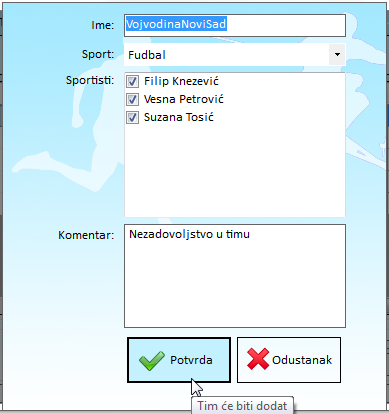 Ime: VojvodinaNoviSad
Sport: Fudbal
Sportisti: Filip Knezević
Vesna Petrović
Suzana Tosić
Komentar: Nezadovoljstvo u timu
Potvrda Odustanak
Tim će biti dodat